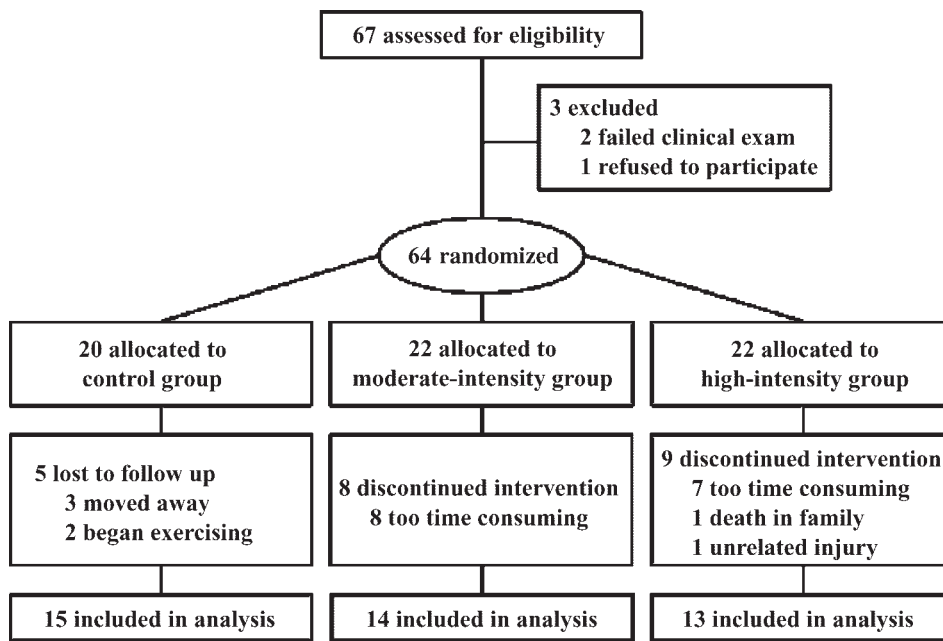 67 assessed for eligibility
3 excluded
2 failed clinical exam
1 refused to participate
64 randomized
20 allocated to
control group
22 allocated to
moderate-intensity group
22 allocated to
high-intensity group
5 lost to follow up
3 moved away
2 began exercising
8 discontinued intervention
8 too time consuming
9 discontinued intervention
7 too time consuming
1 death in family
1 unrelated injury
15 included in analysis
14 included in analysis
13 included in analysis